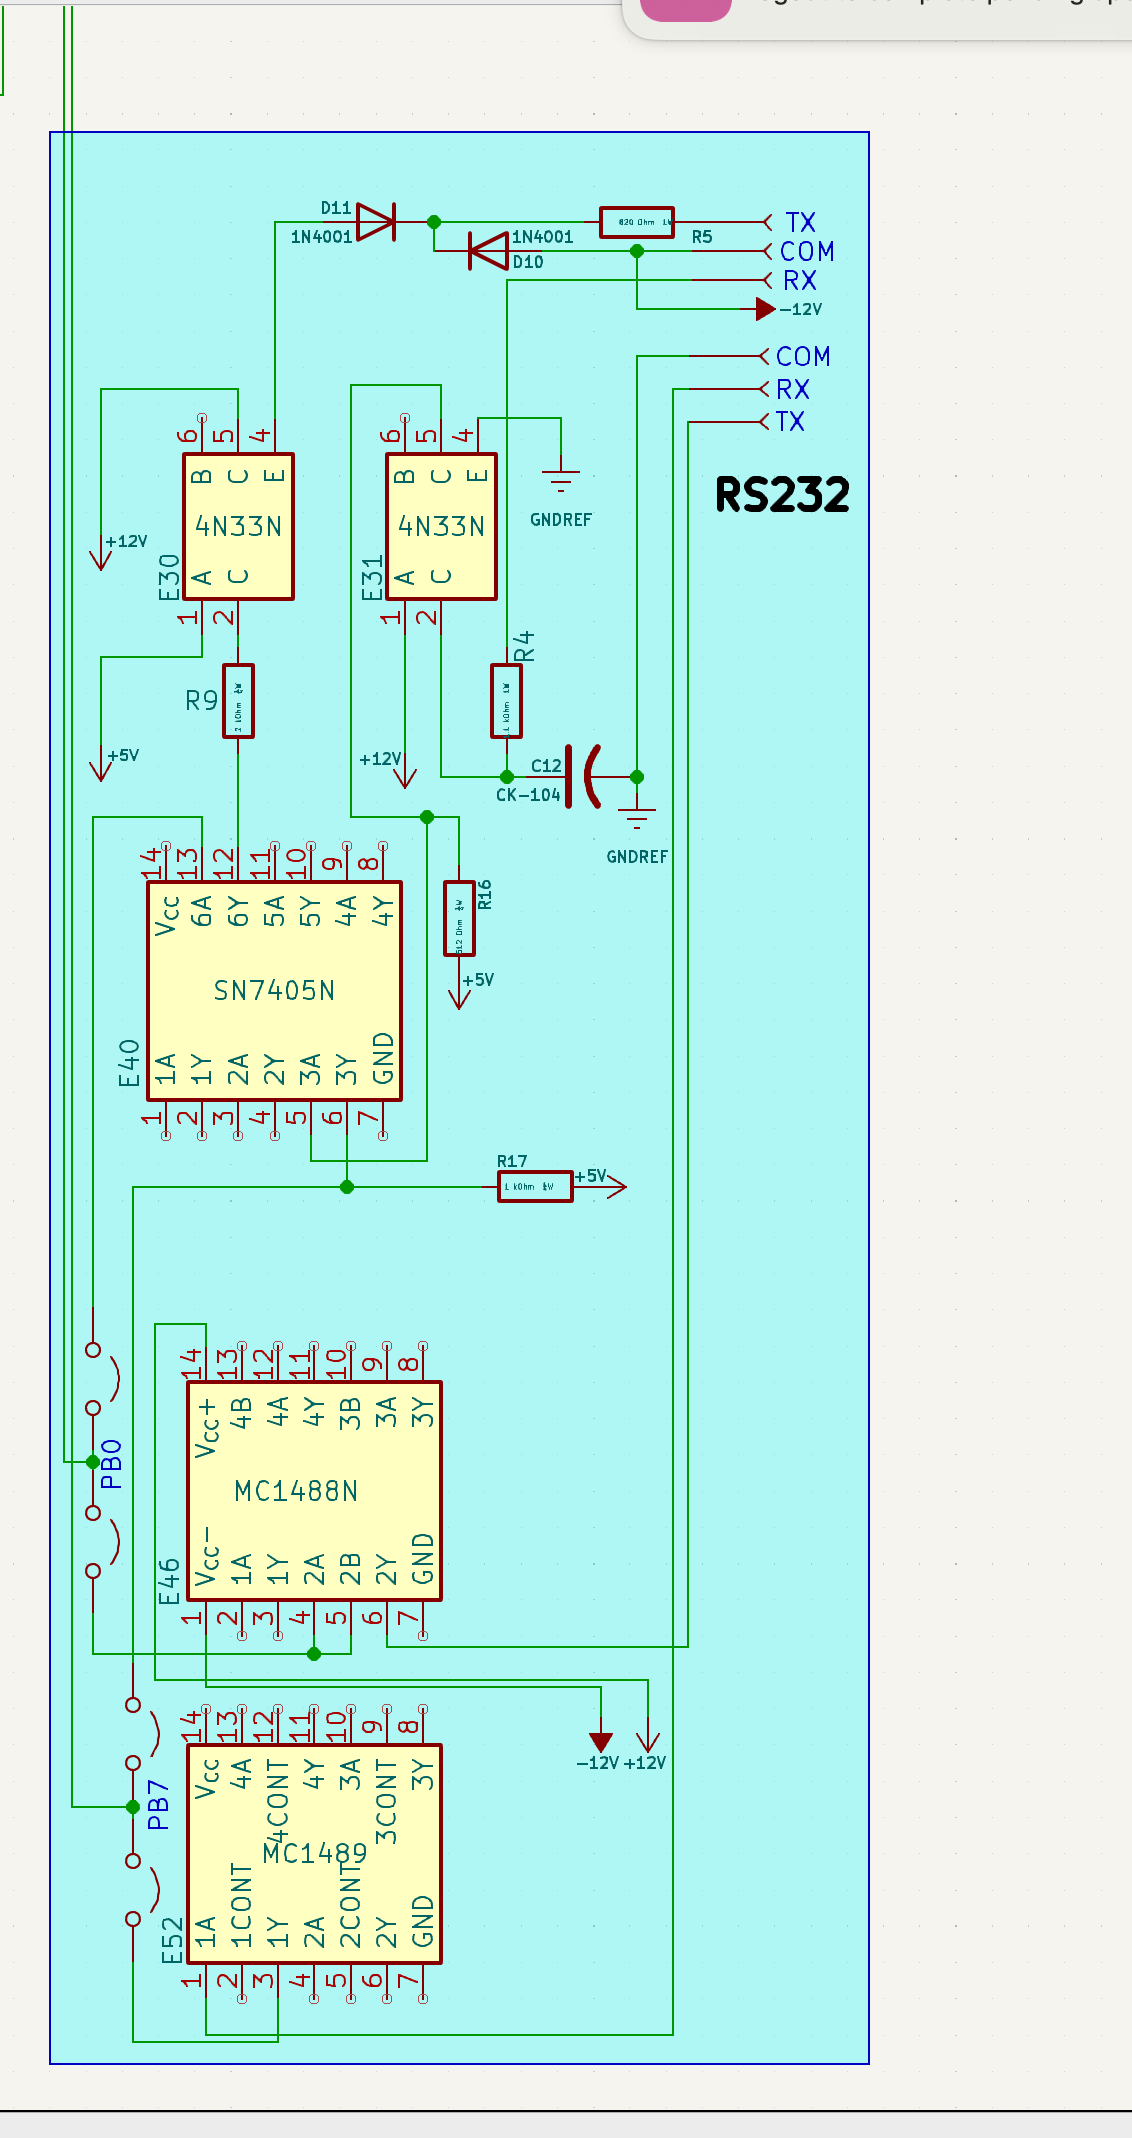 D11
1N4001
1N4001
D10
820 Ohm 1W
R5
TX
COM
RX
-12V
COM
RX
TX
RS232
6 5 4
B C E
4N33N
E30
A C
1 2
+12V
6 5 4
B C E
4N33N
E31
A C
1 2
GNDREF
R9
+5V
+12V
R4
C12
CK-104
GNDREF
14 13 12 11 10 9 8
Vcc 6A 6Y 5A 5Y 4A 4Y
SN7405N
E40
1A 1Y 2A 2Y 3A 3Y GND
1 2 3 4 5 6 7
R16
+5V
R17
1 kOhm
+5V
14 13 12 11 10 9 8
Vcc+ 4B 4A 4Y 3B 3A 3Y
MC1488N
E46
Vcc- 1A 1Y 2A 2B 2Y GND
1 2 3 4 5 6 7
PB0
-12V +12V
14 13 12 11 10 9 8
Vcc 4A 4CONT 4Y 3A 3CONT 3Y
MC1489
E52
1A 1CONT 1Y 2A 2CONT 2Y GND
1 2 3 4 5 6 7
PB7